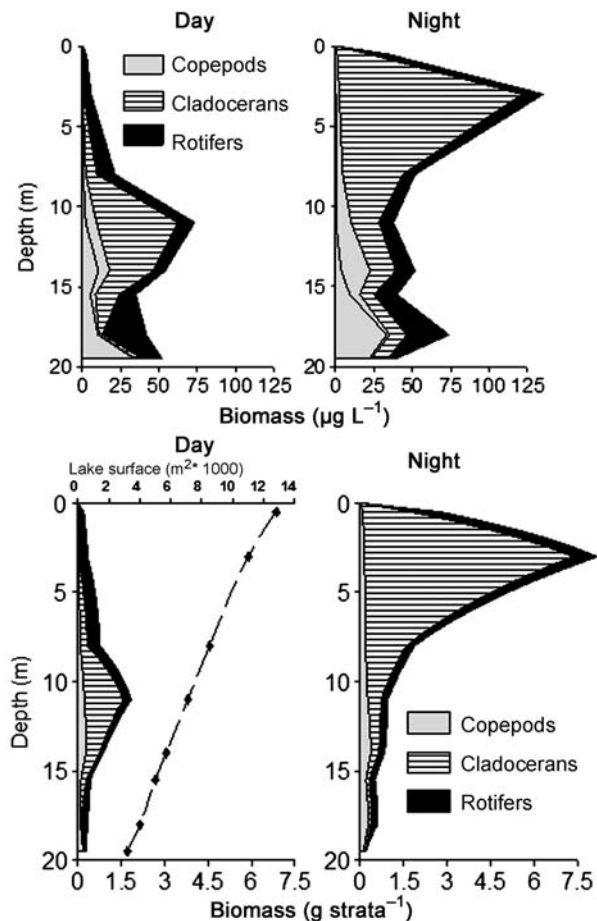 Day
Night
0
5
10
15
20
Depth (m)
Copepods
Cladocerans
Rotifers
0 25 50 75 100 125
0 25 50 75 100 125
Biomass (µg L⁻¹)
Day
Night
Lake surface (m²* 1000)
0 2 4 6 8 10 12 14
0
5
10
15
20
Depth (m)
Copepods
Cladocerans
Rotifers
0 1.5 3 4.5 6 7.5
0 1.5 3 4.5 6 7.5
Biomass (g strata⁻¹)